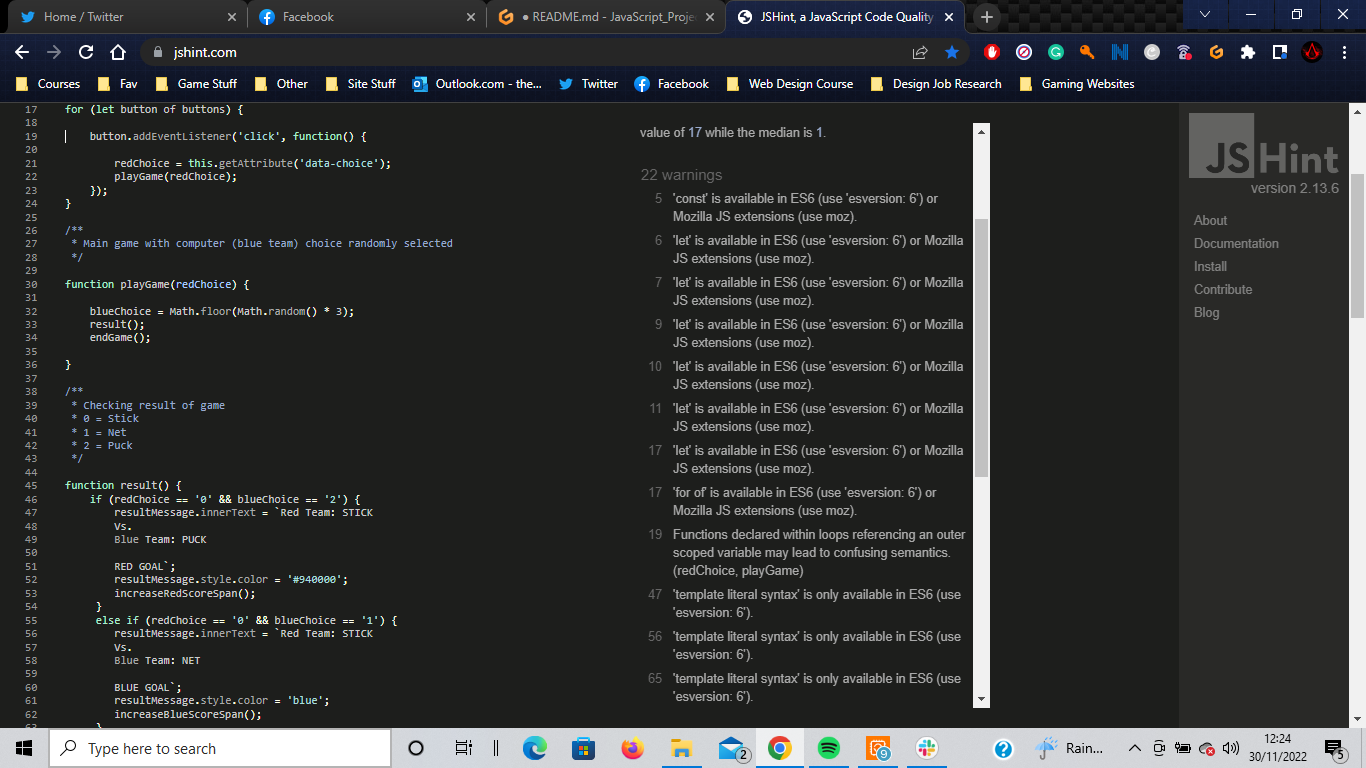 Home / Twitter
Facebook
● README.md - JavaScript_Proje
JSHint, a JavaScript Code Quality
jshint.com
Courses
Fav
Game Stuff
Other
Site Stuff
Outlook.com - the...
Twitter
Facebook
Web Design Course
Design Job Research
Gaming Websites
17 for (let button of buttons) {
18
19 button.addEventListener('click', function() {
20
21 redChoice = this.getAttribute('data-choice');
22 playGame(redChoice);
23 });
24 }
25
26 /**
27 * Main game with computer (blue team) choice randomly selected
28 */
29
30 function playGame(redChoice) {
31
32 blueChoice = Math.floor(Math.random() * 3);
33 result();
34 endGame();
35
36 }
37
38 /**
39 * Checking result of game
40 * 0 = Stick
41 * 1 = Net
42 * 2 = Puck
43 */
44
45 function result() {
46 if (redChoice == '0' && blueChoice == '2') {
47 resultMessage.innerText = `Red Team: STICK
48 Vs.
49 Blue Team: PUCK
50
51 RED GOAL`;
52 resultMessage.style.color = '#940000';
53 increaseRedScoreSpan();
54 }
55 else if (redChoice == '0' && blueChoice == '1') {
56 resultMessage.innerText = `Red Team: STICK
57 Vs.
58 Blue Team: NET
59
60 BLUE GOAL`;
61 resultMessage.style.color = 'blue';
62 increaseBlueScoreSpan();
63 }
value of 17 while the median is 1.
22 warnings
5 'const' is available in ES6 (use 'esversion: 6') or
Mozilla JS extensions (use moz).
6 'let' is available in ES6 (use 'esversion: 6') or Mozilla
JS extensions (use moz).
7 'let' is available in ES6 (use 'esversion: 6') or Mozilla
JS extensions (use moz).
9 'let' is available in ES6 (use 'esversion: 6') or Mozilla
JS extensions (use moz).
10 'let' is available in ES6 (use 'esversion: 6') or Mozilla
JS extensions (use moz).
11 'let' is available in ES6 (use 'esversion: 6') or Mozilla
JS extensions (use moz).
17 'let' is available in ES6 (use 'esversion: 6') or Mozilla
JS extensions (use moz).
17 'for of' is available in ES6 (use 'esversion: 6') or
Mozilla JS extensions (use moz).
19 Functions declared within loops referencing an outer
scoped variable may lead to confusing semantics.
(redChoice, playGame)
47 'template literal syntax' is only available in ES6 (use
'esversion: 6').
56 'template literal syntax' is only available in ES6 (use
'esversion: 6').
65 'template literal syntax' is only available in ES6 (use
'esversion: 6').
JSHint
version 2.13.6
About
Documentation
Install
Contribute
Blog
Type here to search
2
9
Rain...
12:24
30/11/2022
5